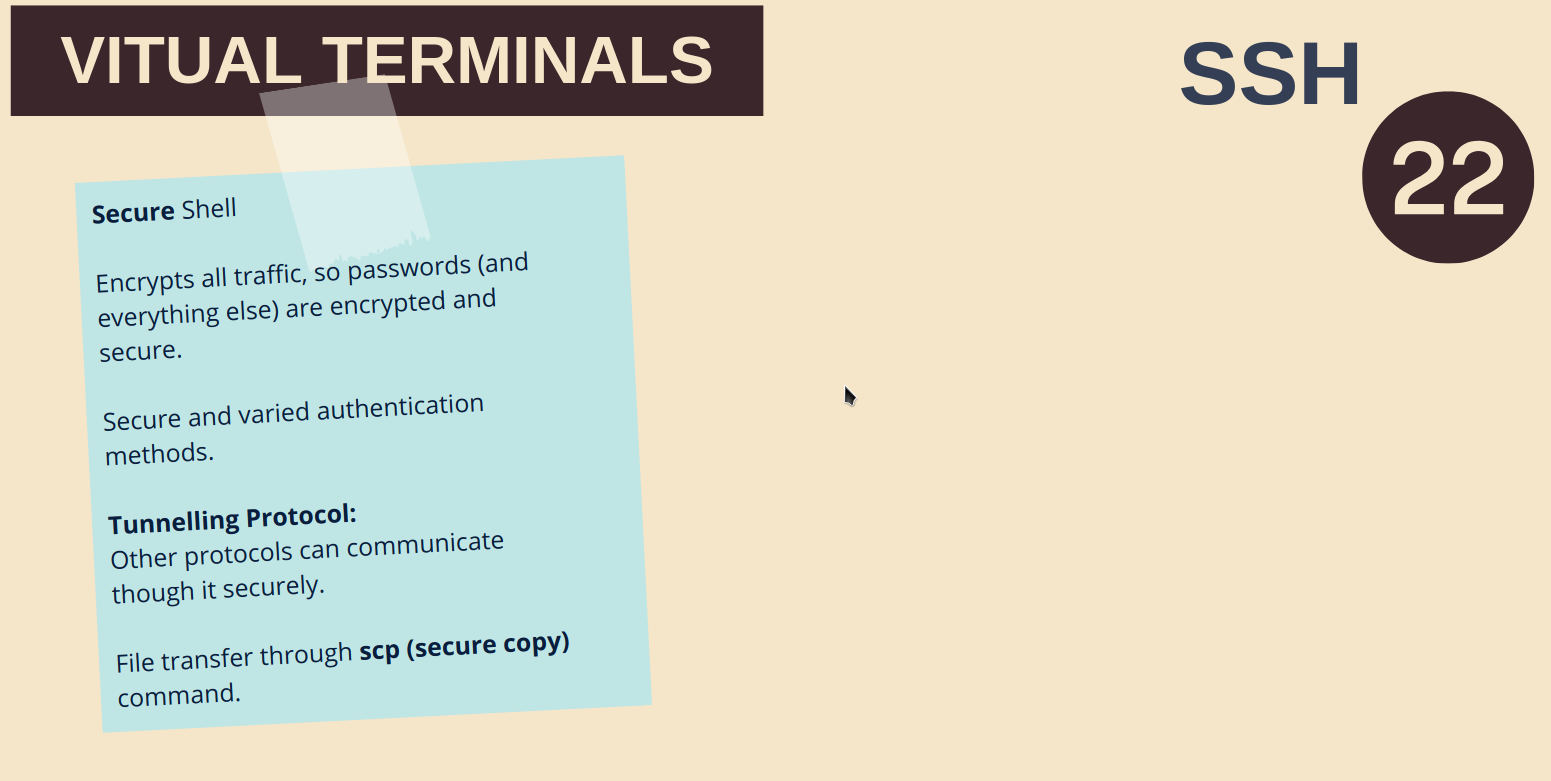 VITUAL TERMINALS
SSH
22
Secure Shell
Encrypts all traffic, so passwords (and
everything else) are encrypted and
secure.
Secure and varied authentication
methods.
Tunnelling Protocol:
Other protocols can communicate
though it securely.
File transfer through scp (secure copy)
command.